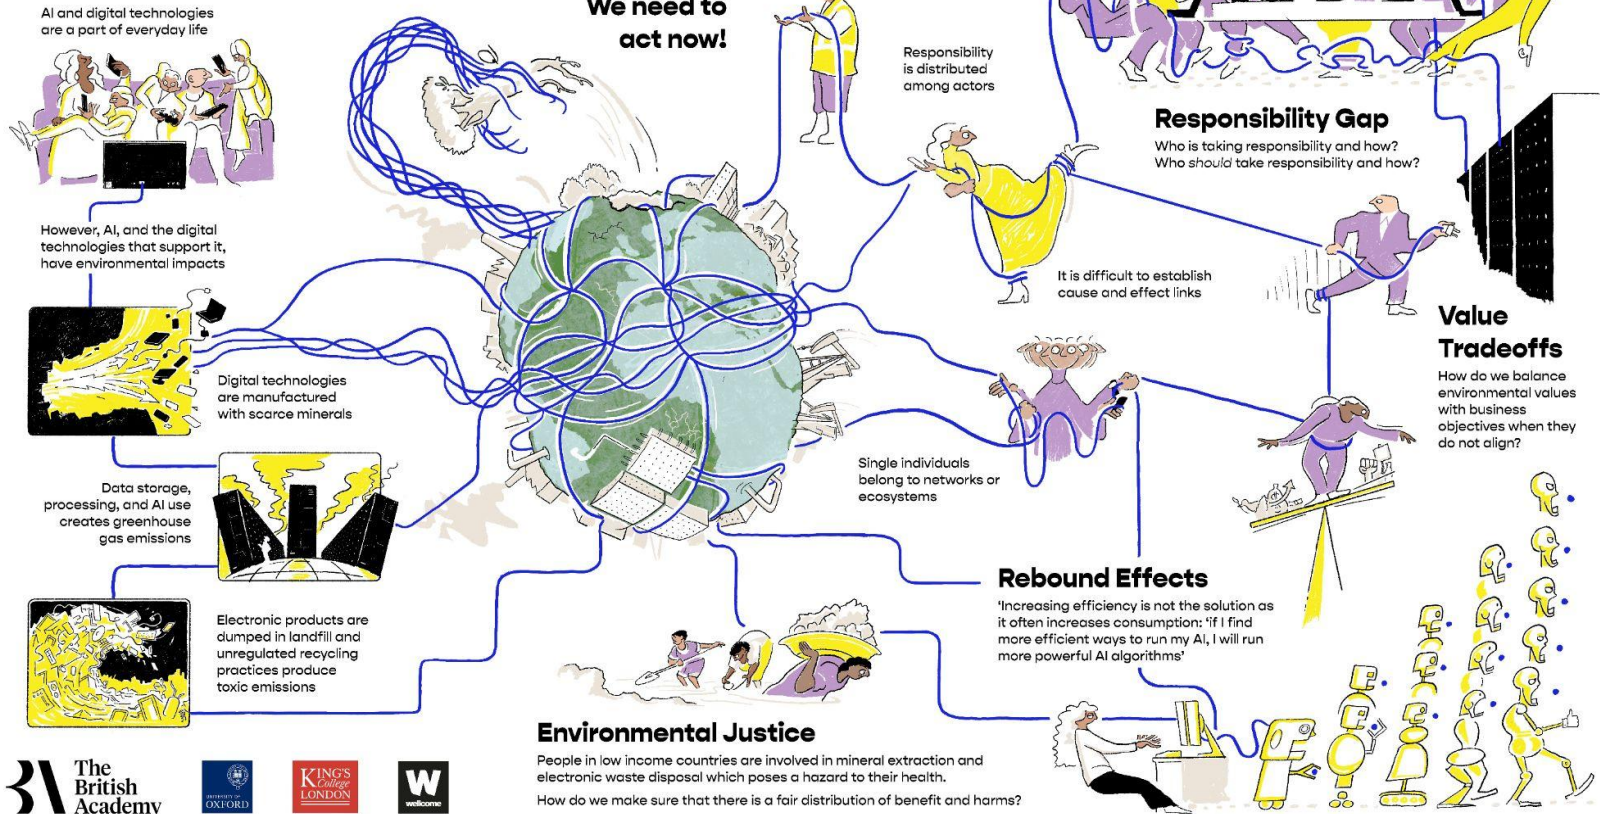 AI and digital technologies
are a part of everyday life
We need to
act now!
Responsibility
is distributed
among actors
Responsibility Gap
Who is taking responsibility and how?
Who should take responsibility and how?
However, AI, and the digital
technologies that support it,
have environmental impacts
It is difficult to establish
cause and effect links
Value
Tradeoffs
How do we balance
environmental values
with business
objectives when they
do not align?
Digital technologies
are manufactured
with scarce minerals
Single individuals
belong to networks or
ecosystems
Data storage,
processing, and AI use
creates greenhouse
gas emissions
Rebound Effects
‘Increasing efficiency is not the solution as
it often increases consumption: ‘if I find
more efficient ways to run my AI, I will run
more powerful AI algorithms’
Electronic products are
dumped in landfill and
unregulated recycling
practices produce
toxic emissions
Environmental Justice
People in low income countries are involved in mineral extraction and
electronic waste disposal which poses a hazard to their health.
How do we make sure that there is a fair distribution of benefit and harms?
The
British
Academy
UNIVERSITY OF
OXFORD
KING'S
College
LONDON
W
wellcome